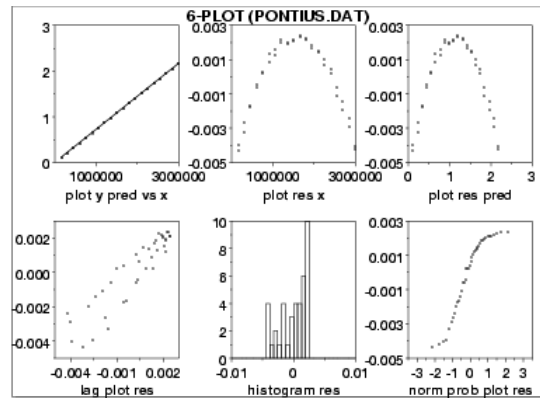 6-PLOT (PONTIUS.DAT)
3
2
1
0
1000000 3000000
plot y pred vs x
0.003
0.001
-0.001
-0.003
-0.005
1000000 3000000
plot res x
0.003
0.001
-0.001
-0.003
-0.005
0 1 2 3
plot res pred
0.002
0.000
-0.002
-0.004
-0.004 -0.001 0.002
lag plot res
10
8
6
4
2
0
-0.01 0 0.01
histogram res
0.003
0.001
-0.001
-0.003
-0.005
-3 -2 -1 0 1 2 3
norm prob plot res